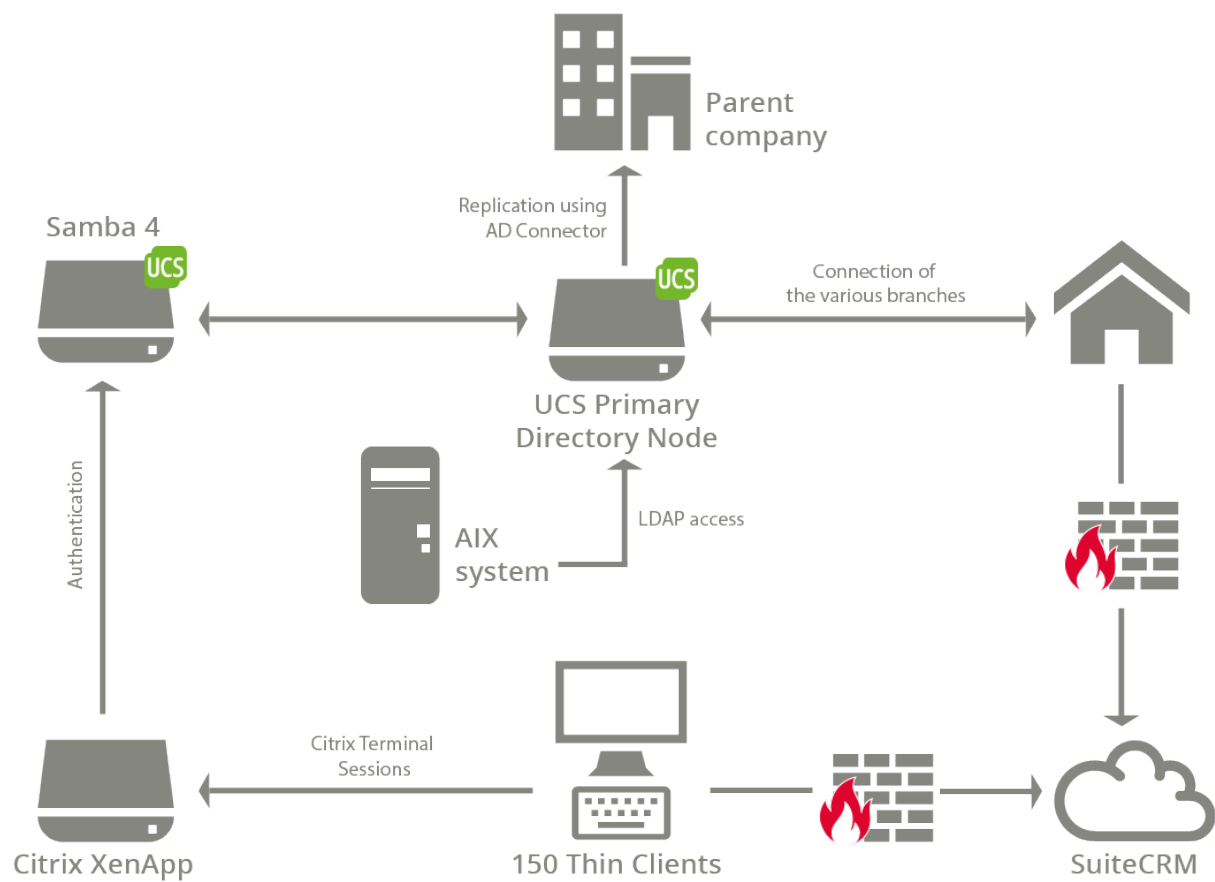 Parent
company
Replication using
AD Connector
Samba 4
UCS
UCS
Connection of
the various branches
UCS Primary
Directory Node
Authentication
AIX
system
LDAP access
Citrix Terminal
Sessions
Citrix XenApp
150 Thin Clients
SuiteCRM